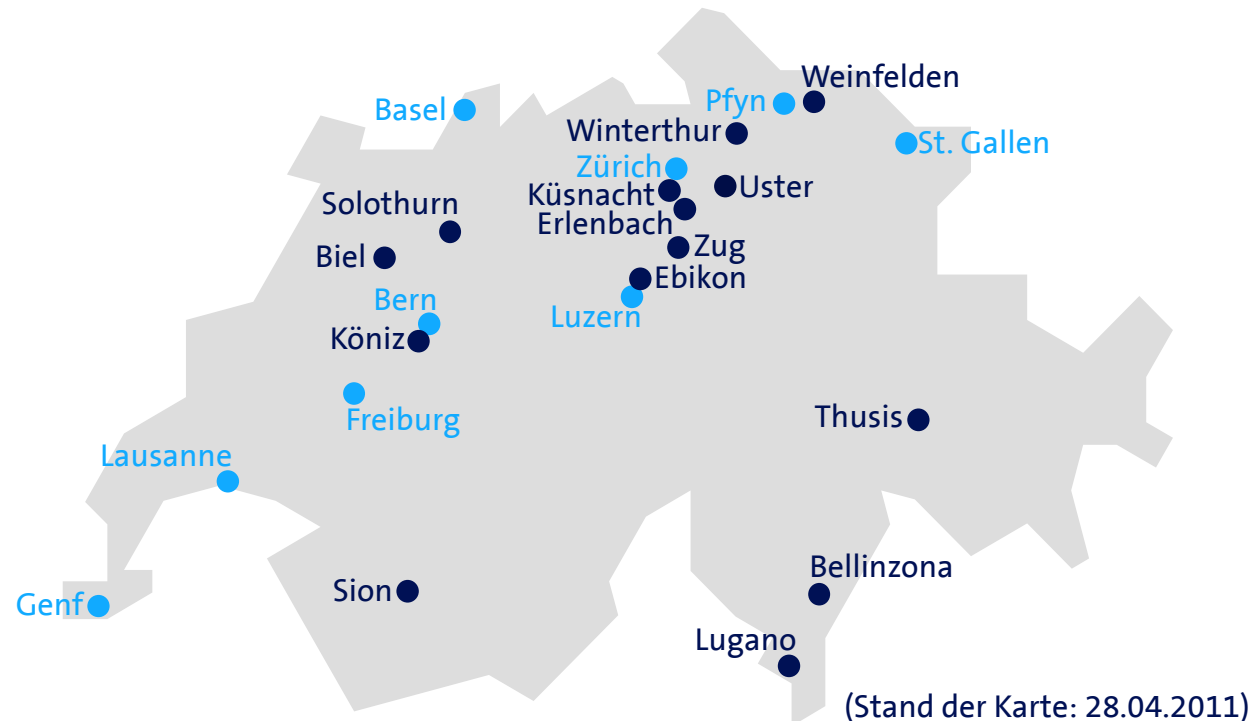 Weinfelden
Basel
Pfyn
Winterthur
St. Gallen
Zürich
Küsnacht
Uster
Solothurn
Erlenbach
Zug
Biel
Ebikon
Bern
Luzern
Köniz
Freiburg
Thusis
Lausanne
Bellinzona
Sion
Genf
Lugano
(Stand der Karte: 28.04.2011)